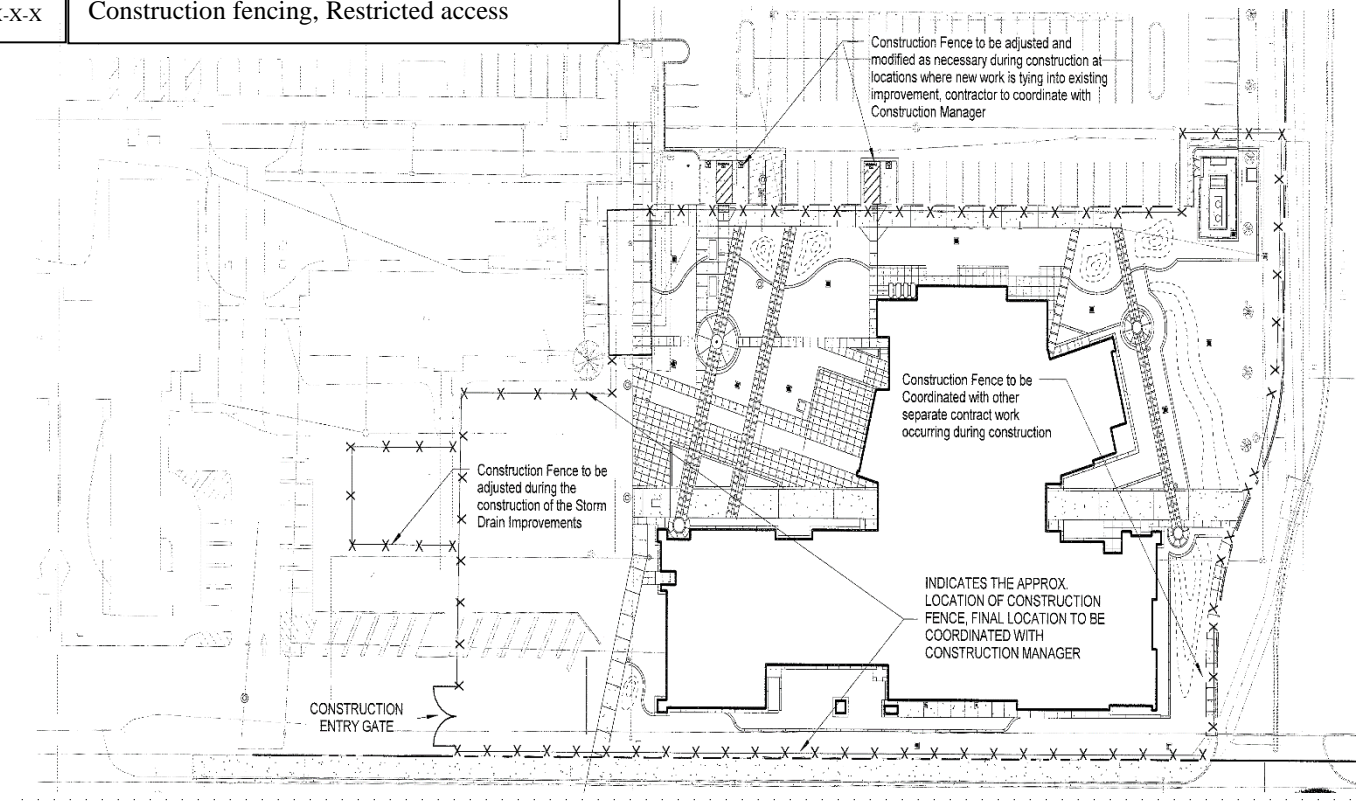 X-X-X
Construction fencing, Restricted access
Construction Fence to be adjusted and
modified as necessary during construction at
locations where new work is tying into existing
improvement, contractor to coordinate with
Construction Manager
Construction Fence to be
Coordinated with other
separate contract work
occurring during construction
Construction Fence to be
adjusted during the
construction of the Storm
Drain Improvements
INDICATES THE APPROX.
LOCATION OF CONSTRUCTION
FENCE, FINAL LOCATION TO BE
COORDINATED WITH
CONSTRUCTION MANAGER
CONSTRUCTION
ENTRY GATE